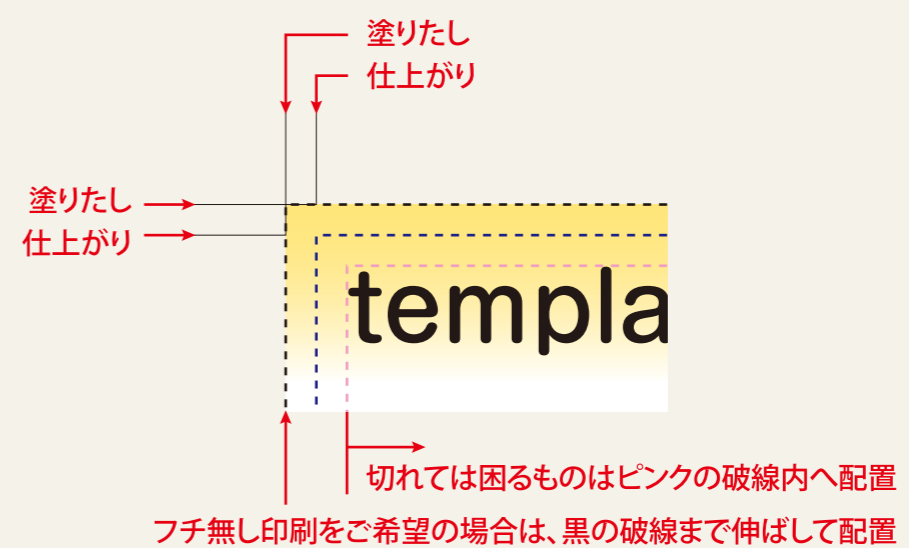 塗りたし
仕上がり
塗りたし
仕上がり
templa
切れては困るものはピンクの破線内へ配置
フチ無し印刷をご希望の場合は、黒の破線まで伸ばして配置